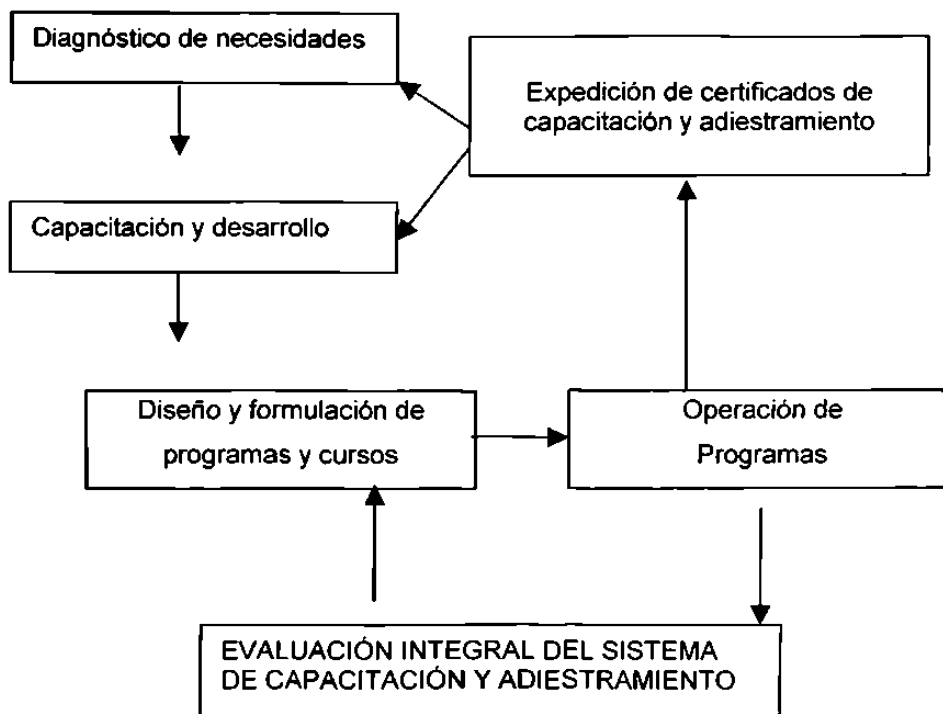 Diagnóstico de necesidades
Expedición de certificados de
capacitación y adiestramiento
Capacitación y desarrollo
Diseño y formulación de
programas y cursos
Operación de
Programas
EVALUACIÓN INTEGRAL DEL SISTEMA
DE CAPACITACIÓN Y ADIESTRAMIENTO